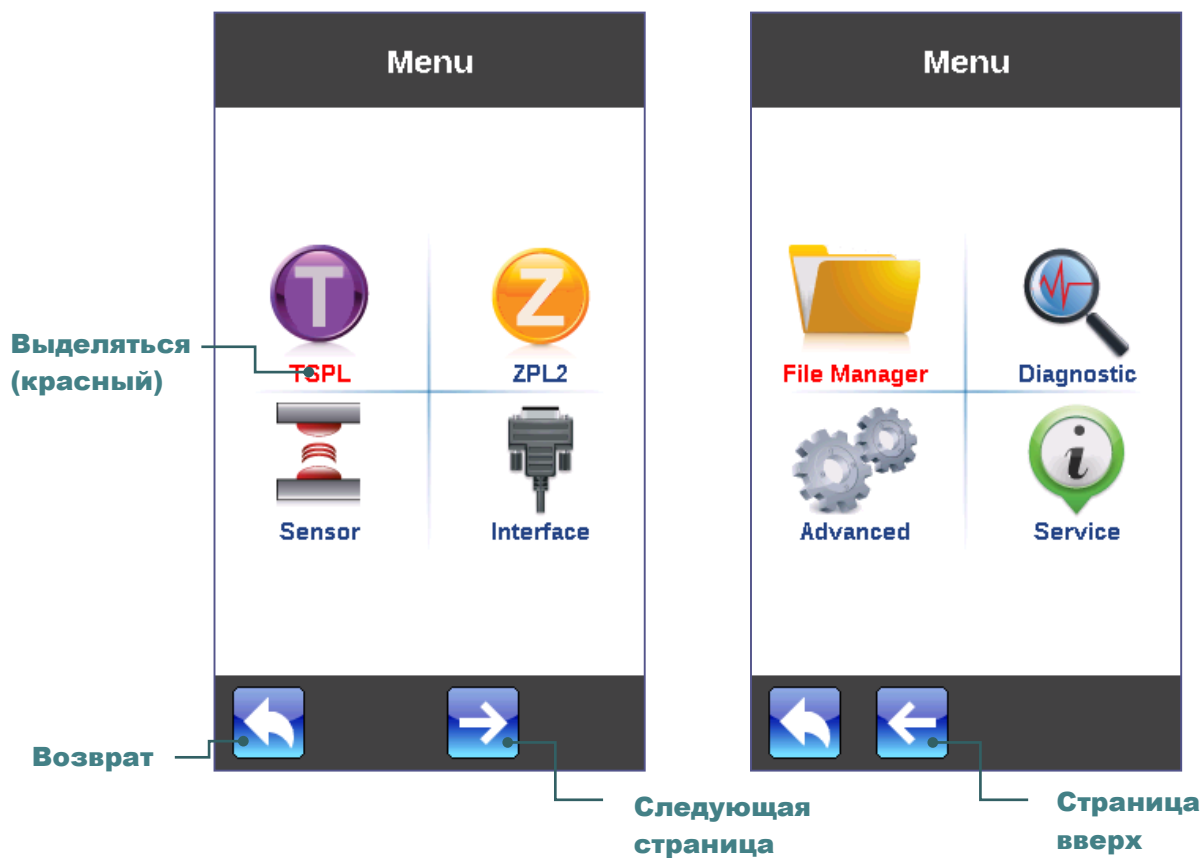 Menu
Menu
T
Z
Выделяться
(красный)
TSPL
ZPL2
File Manager
Diagnostic
i
Sensor
Interface
Advanced
Service
Возврат
Следующая
страница
Страница
вверх